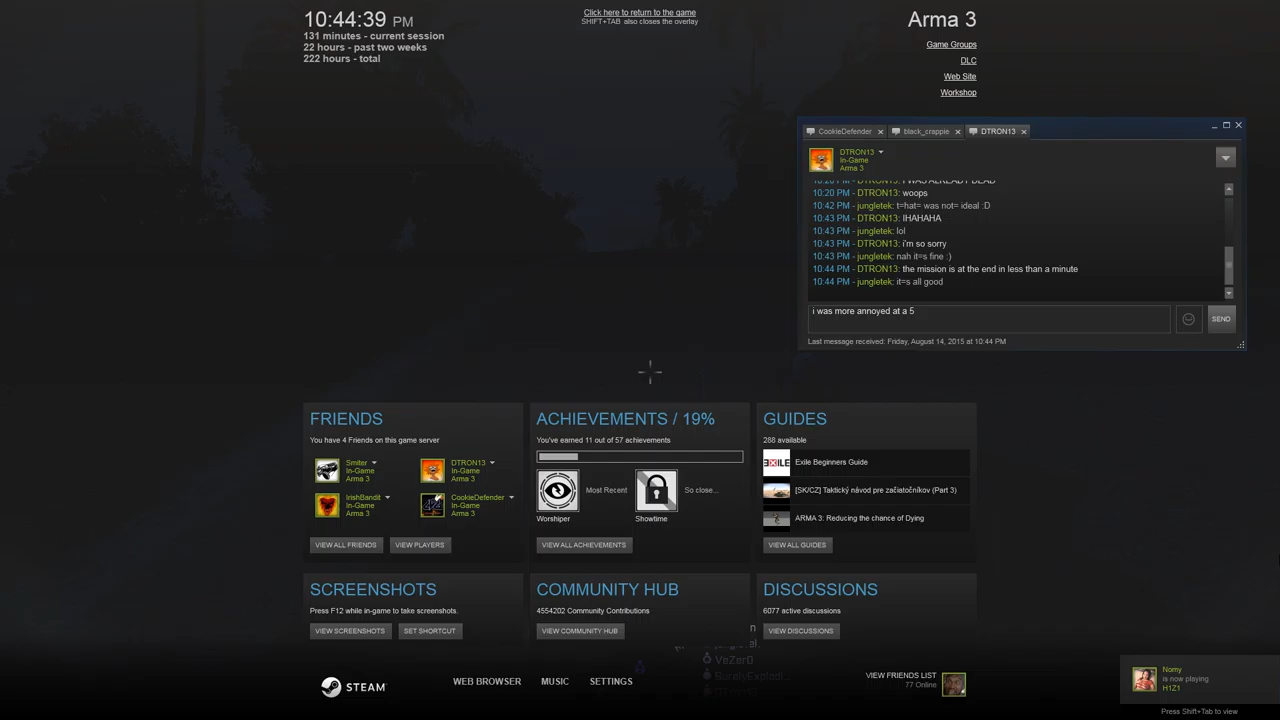 10:44:39 PM
131 minutes - current session
22 hours - past two weeks
222 hours - total
Click here to return to the game
SHIFT+TAB also closes the overlay
Arma 3
Game Groups
DLC
Web Site
Workshop
CookieDefender
black_crappie
DTRON13
DTRON13
In-Game
Arma 3
10:20 PM - DTRON13: I WAS ALREADY DEAD
10:20 PM - DTRON13: woops
10:42 PM - jungletek: t=hat= was not= ideal :D
10:43 PM - DTRON13: IHAHAHA
10:43 PM - jungletek: lol
10:43 PM - DTRON13: i'm so sorry
10:43 PM - jungletek: nah it=s fine :)
10:44 PM - DTRON13: the mission is at the end in less than a minute
10:44 PM - jungletek: it=s all good
i was more annoyed at a 5
SEND
Last message received: Friday, August 14, 2015 at 10:44 PM
FRIENDS
You have 4 Friends on this game server
Smiter
In-Game
Arma 3
DTRON13
In-Game
Arma 3
IrishBandit
In-Game
Arma 3
CookieDefender
In-Game
Arma 3
VIEW ALL FRIENDS
VIEW PLAYERS
ACHIEVEMENTS / 19%
You've earned 11 out of 57 achievements
Most Recent
Worshiper
So close...
Showtime
VIEW ALL ACHIEVEMENTS
GUIDES
288 available
EXILE
Exile Beginners Guide
[SK/CZ] Taktický návod pre začiatočníkov (Part 3)
ARMA 3: Reducing the chance of Dying
VIEW ALL GUIDES
SCREENSHOTS
Press F12 while in-game to take screenshots.
VIEW SCREENSHOTS
SET SHORTCUT
COMMUNITY HUB
4554202 Community Contributions
VIEW COMMUNITY HUB
DISCUSSIONS
6077 active discussions
VIEW DISCUSSIONS
VeZer0
STEAM
WEB BROWSER
MUSIC
SETTINGS
VIEW FRIENDS LIST
77 Online
Nomy
is now playing
H1Z1
Press Shift+Tab to view